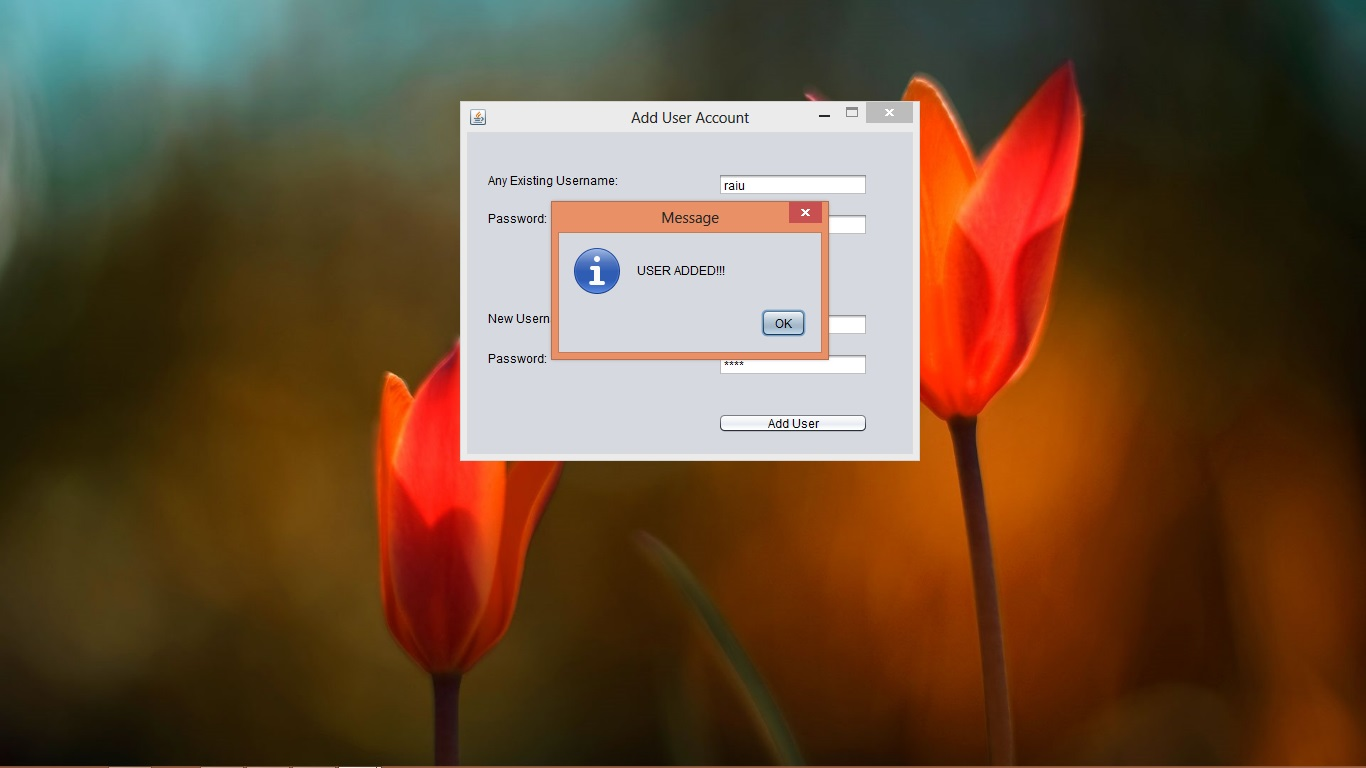 Add User Account
Any Existing Username:
raiu
Password:
Message
USER ADDED!!!
OK
New Usern
Password:
****
Add User